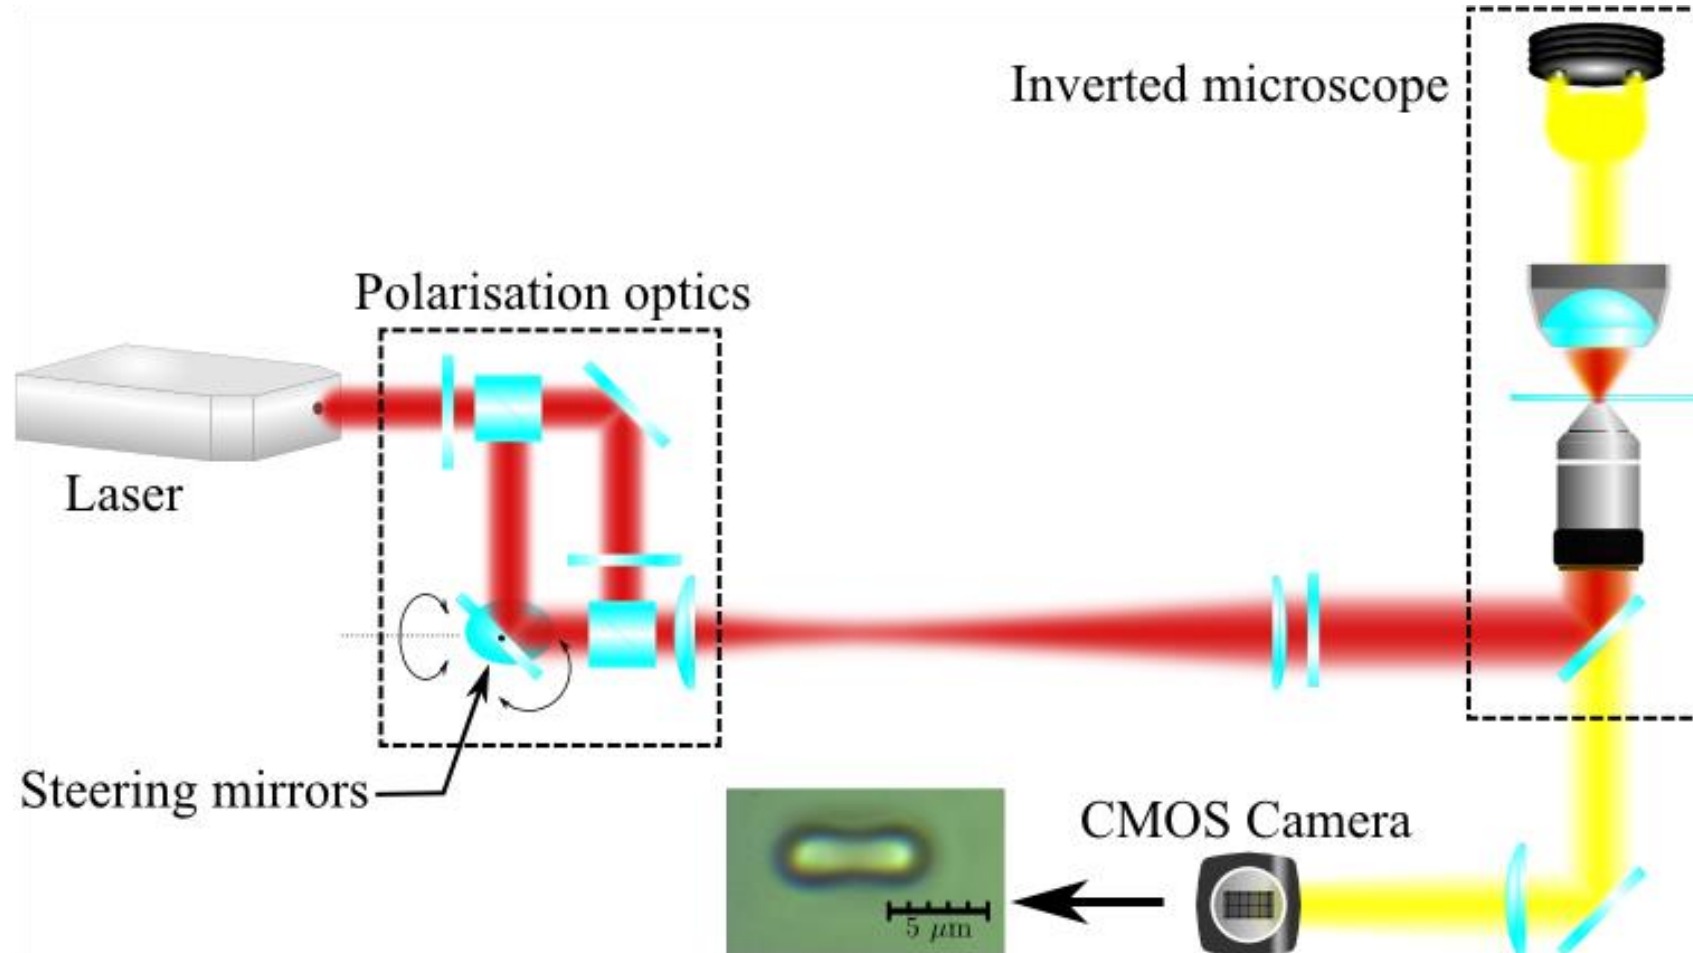 Inverted microscope
Polarisation optics
Laser
Steering mirrors
CMOS Camera
5 μm